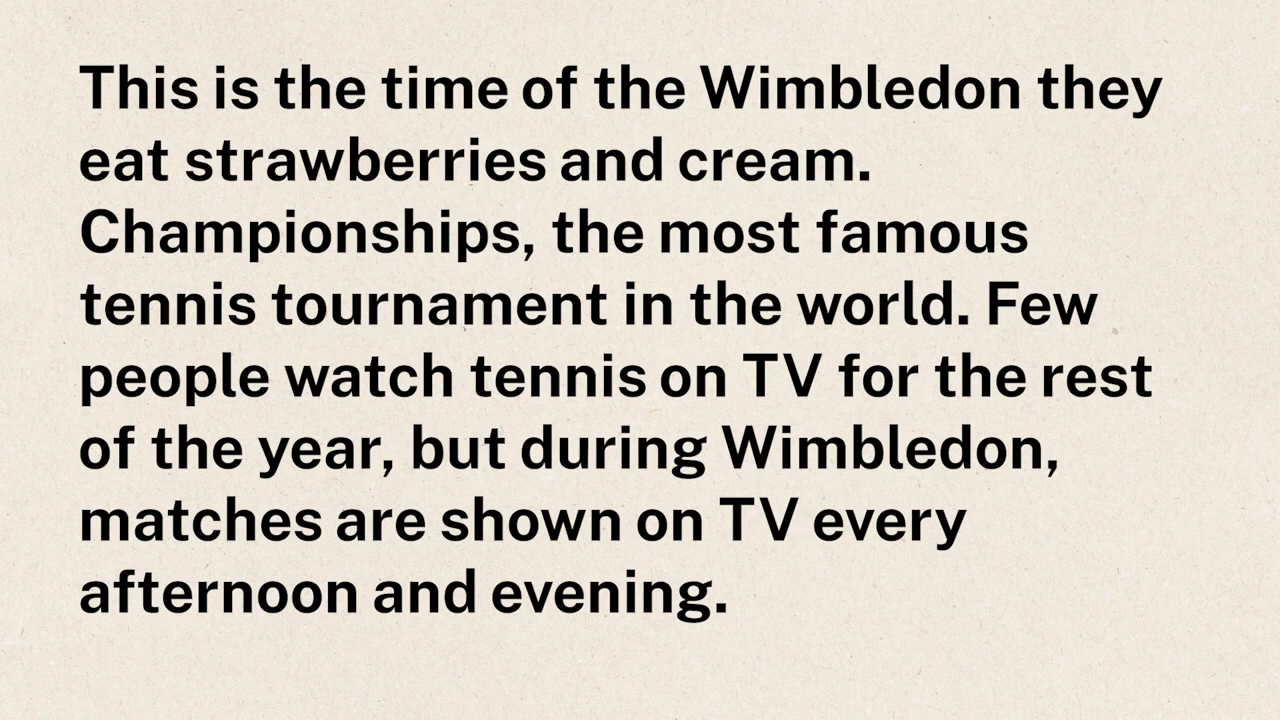 This is the time of the Wimbledon they
eat strawberries and cream.
Championships, the most famous
tennis tournament in the world. Few
people watch tennis on TV for the rest
of the year, but during Wimbledon,
matches are shown on TV every
afternoon and evening.